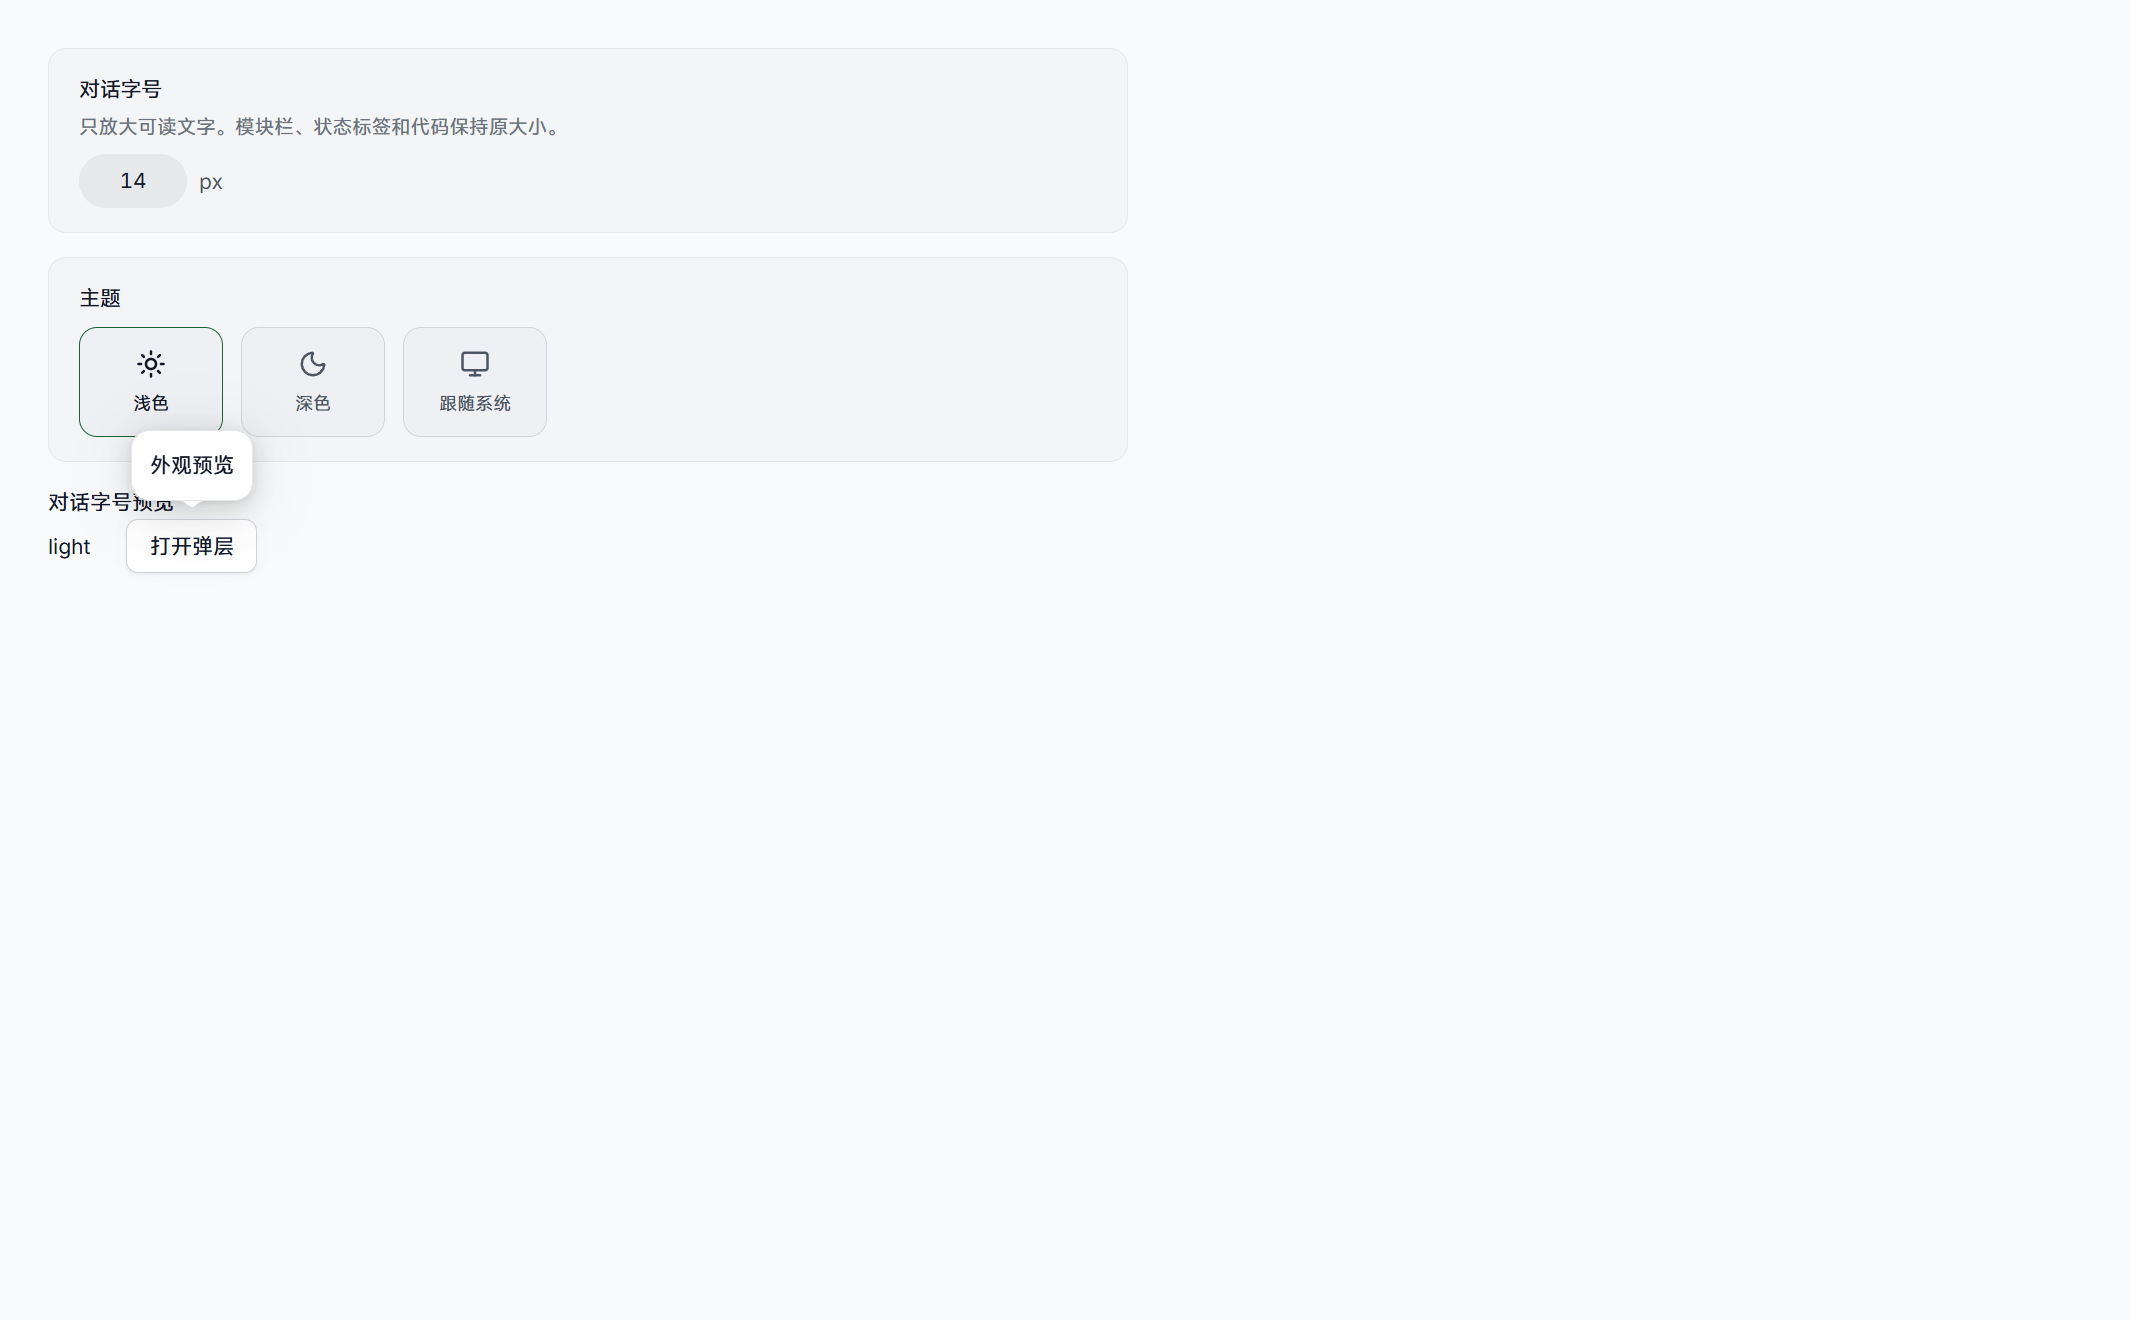 对话字号
只放大可读文字。模块栏、状态标签和代码保持原大小。
14 px
主题
浅色 深色 跟随系统
外观预览
对话字号预览
light 打开弹层